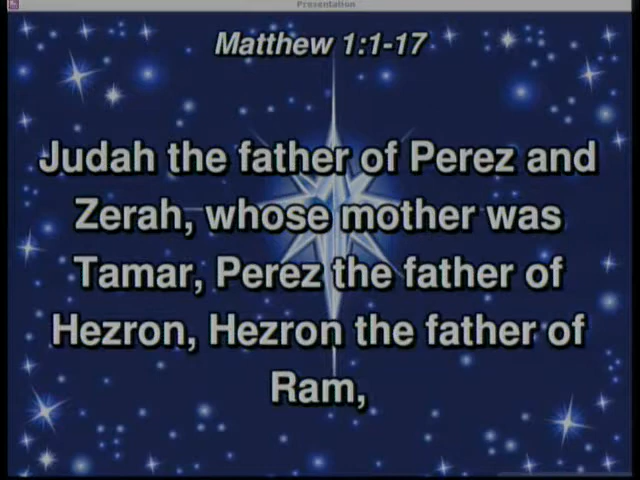 Presentation
Matthew 1:1-17
Judah the father of Perez and
Zerah, whose mother was
Tamar, Perez the father of
Hezron, Hezron the father of
Ram,